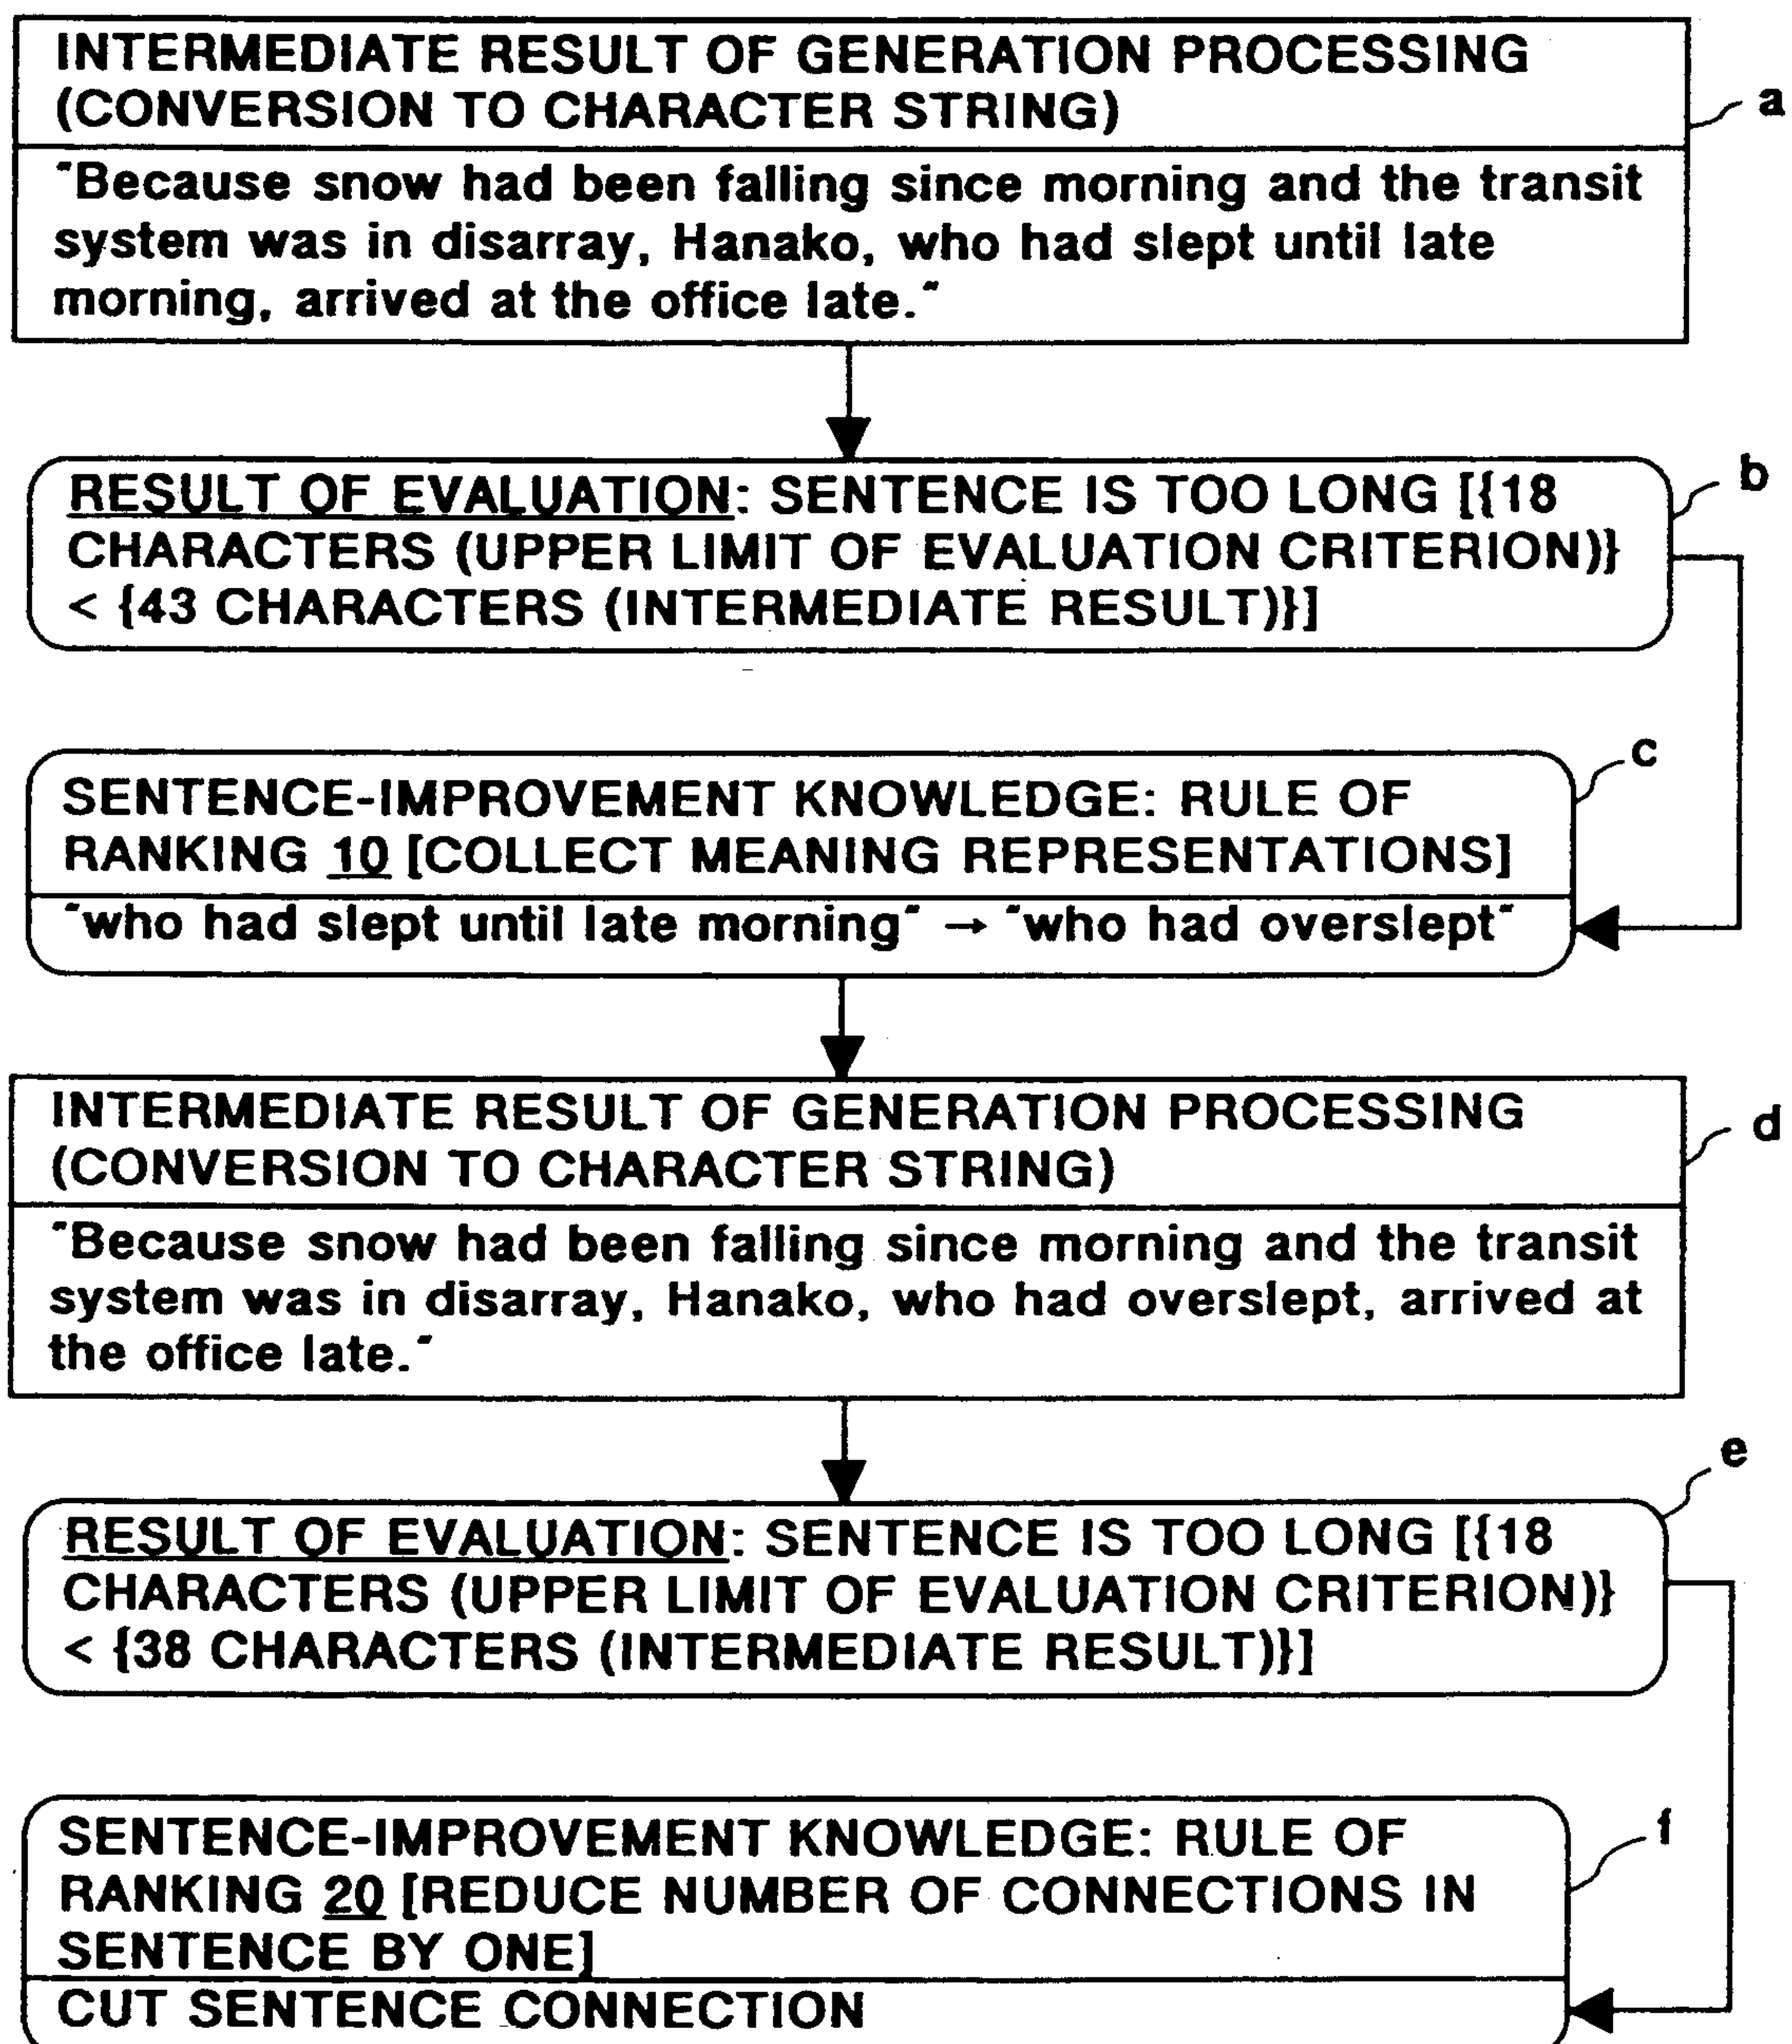 INTERMEDIATE RESULT OF GENERATION PROCESSING
(CONVERSION TO CHARACTER STRING)
a
"Because snow had been falling since morning and the transit
system was in disarray, Hanako, who had slept until late
morning, arrived at the office late."
b
RESULT OF EVALUATION: SENTENCE IS TOO LONG [{18
CHARACTERS (UPPER LIMIT OF EVALUATION CRITERION)}
< {43 CHARACTERS (INTERMEDIATE RESULT)}]
c
SENTENCE-IMPROVEMENT KNOWLEDGE: RULE OF
RANKING 10 [COLLECT MEANING REPRESENTATIONS]
"who had slept until late morning" → "who had overslept"
INTERMEDIATE RESULT OF GENERATION PROCESSING
(CONVERSION TO CHARACTER STRING)
d
"Because snow had been falling since morning and the transit
system was in disarray, Hanako, who had overslept, arrived at
the office late."
e
RESULT OF EVALUATION: SENTENCE IS TOO LONG [{18
CHARACTERS (UPPER LIMIT OF EVALUATION CRITERION)}
< {38 CHARACTERS (INTERMEDIATE RESULT)}]
f
SENTENCE-IMPROVEMENT KNOWLEDGE: RULE OF
RANKING 20 [REDUCE NUMBER OF CONNECTIONS IN
SENTENCE BY ONE]
CUT SENTENCE CONNECTION